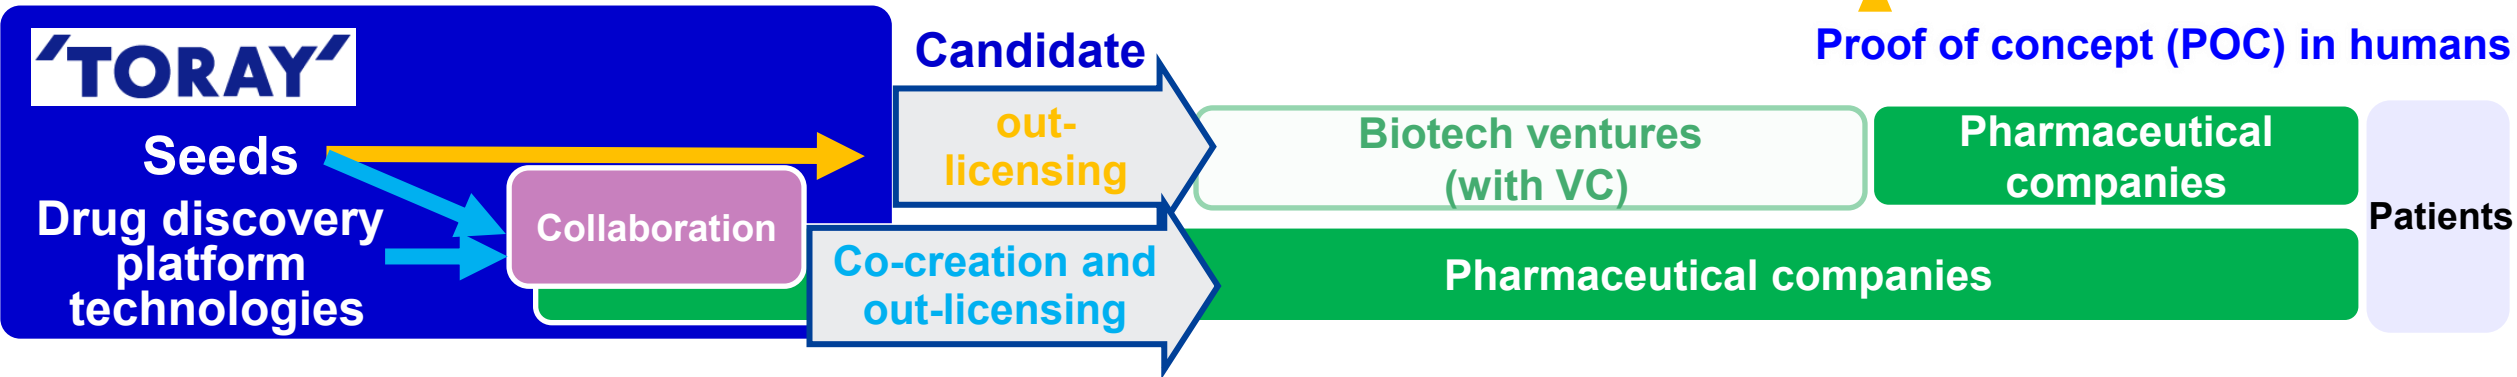 'TORAY'
Seeds
Drug discovery
platform
technologies
Collaboration
Candidate
out-
licensing
Co-creation and
out-licensing
Proof of concept (POC) in humans
Biotech ventures
(with VC)
Pharmaceutical
companies
Pharmaceutical companies
Patients